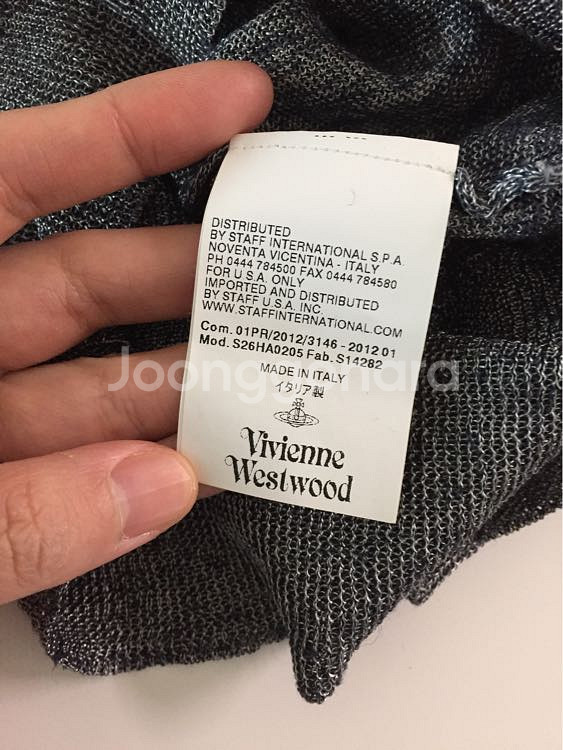 DISTRIBUTED
BY STAFF INTERNATIONAL S.P.A.
NOVENTA VICENTINA - ITALY
PH 0444 784500 FAX 0444 784580
FOR U.S.A. ONLY
IMPORTED AND DISTRIBUTED
BY STAFF U.S.A. INC.
WWW.STAFFINTERNATIONAL.COM
Com. 01PR/2012/3146 - 2012 01
Mod. S26HA0205 Fab. S14282
Joonggonara
MADE IN ITALY
イタリア製
Vivienne
Westwood